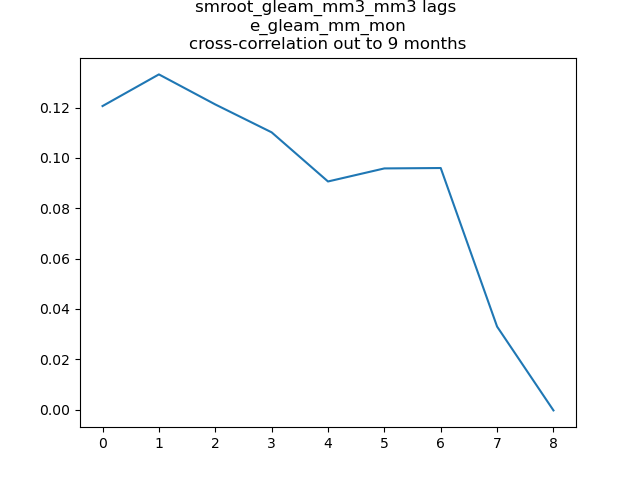 smroot_gleam_mm3_mm3 lags
e_gleam_mm_mon
cross-correlation out to 9 months
0.12
0.10
0.08
0.06
0.04
0.02
0.00
0 1 2 3 4 5 6 7 8